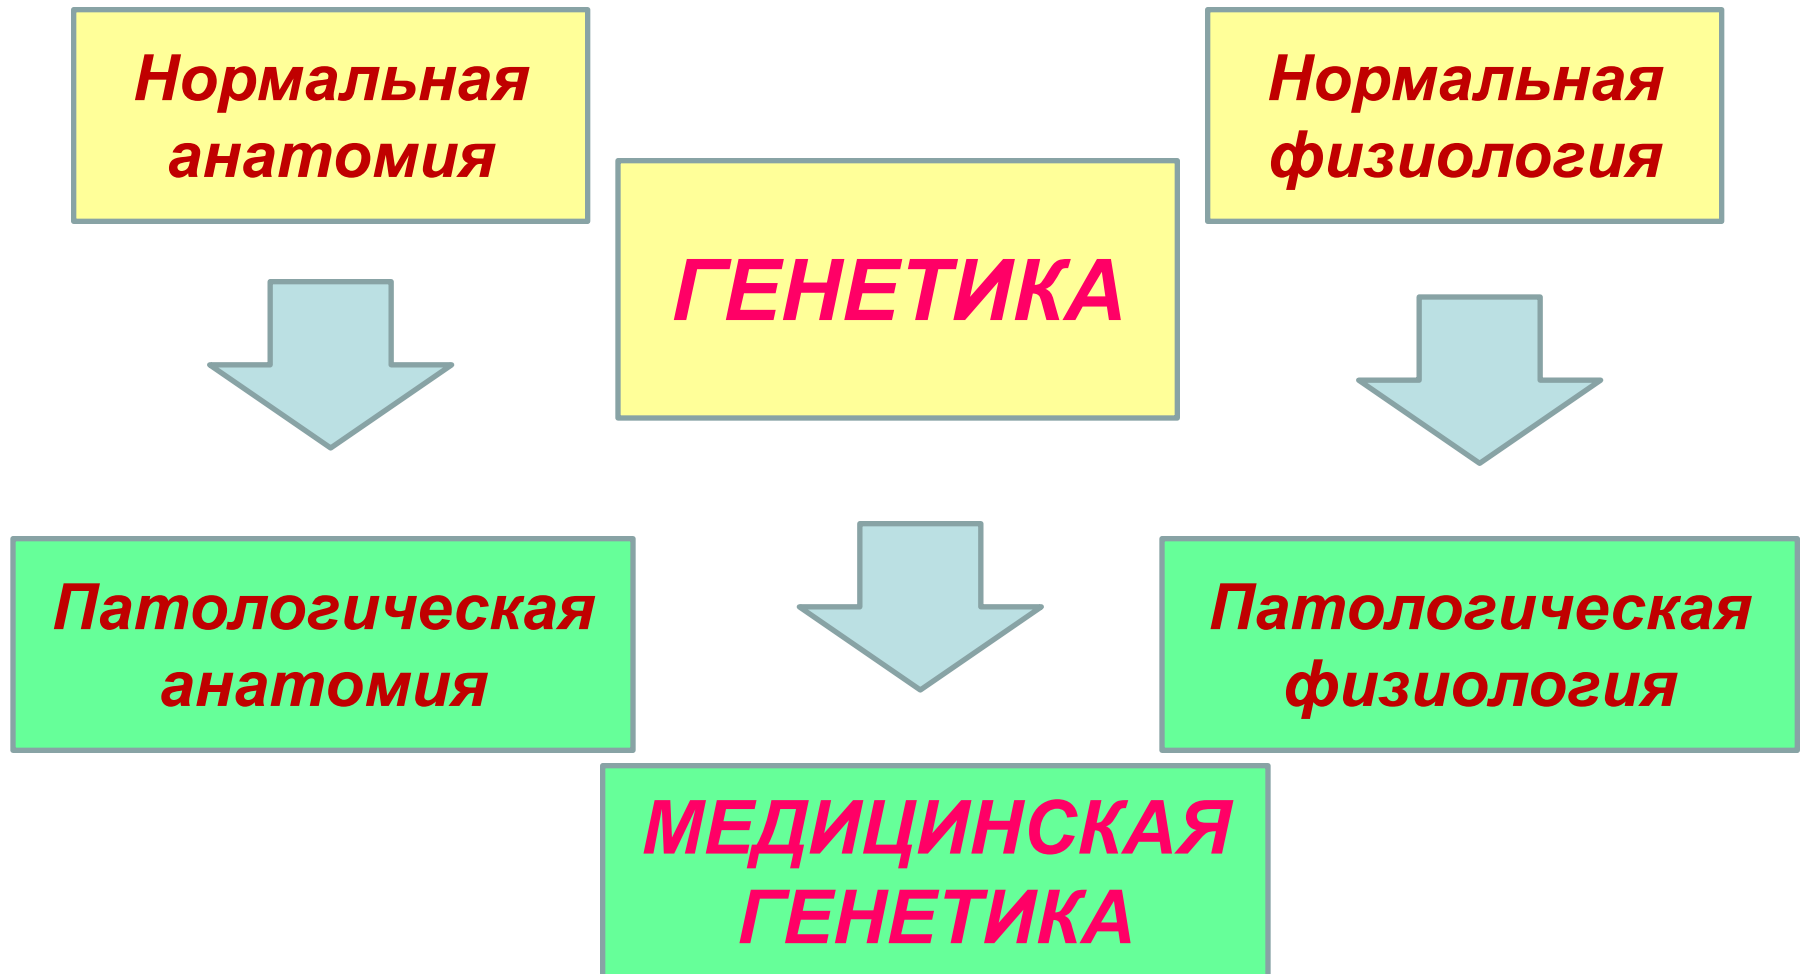 Нормальная
анатомия
Нормальная
физиология
ГЕНЕТИКА
Патологическая
анатомия
Патологическая
физиология
МЕДИЦИНСКАЯ
ГЕНЕТИКА